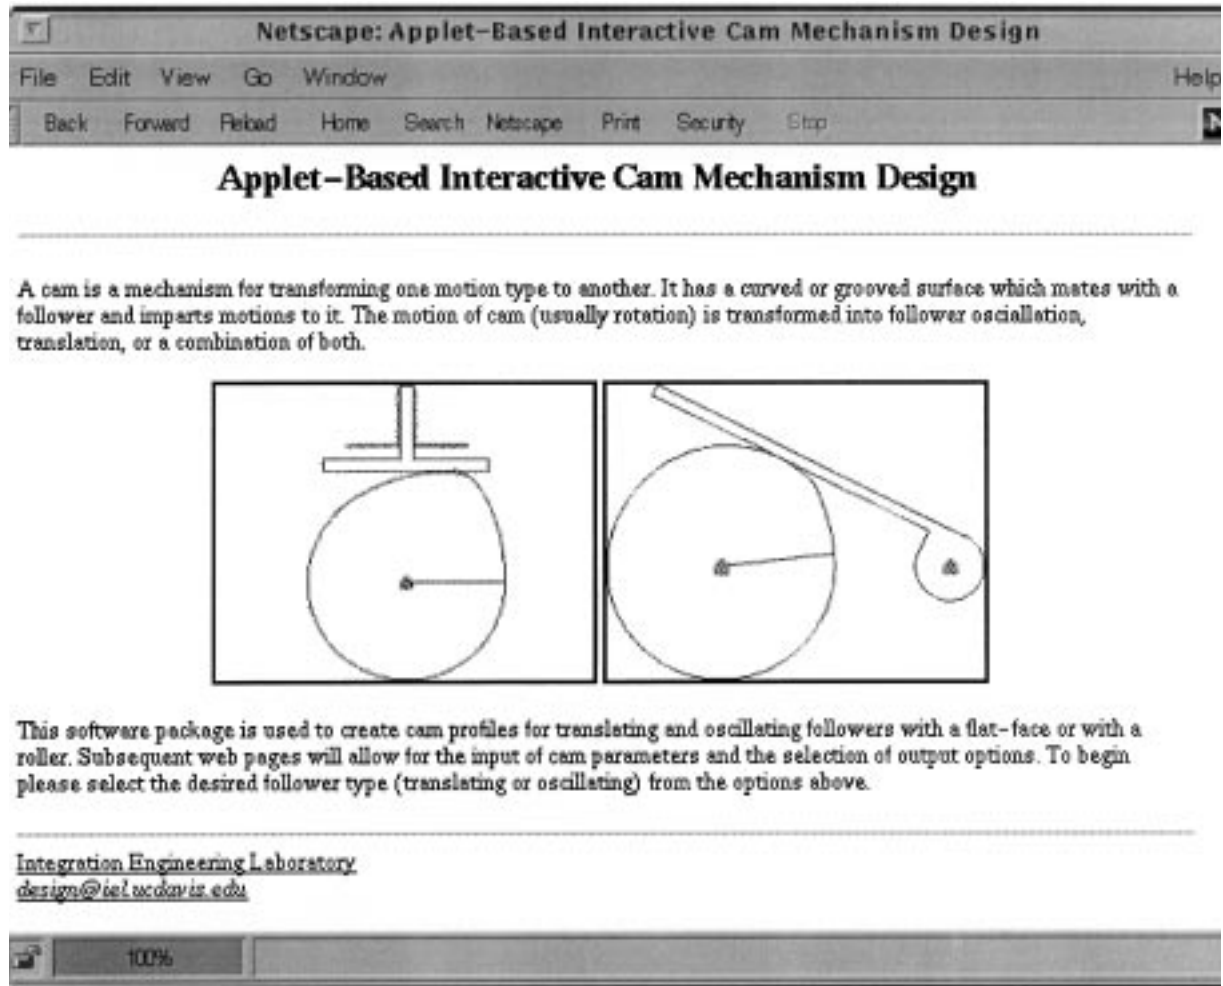 Netscape: Applet-Based Interactive Cam Mechanism Design
File Edit View Go Window Help
Back Forward Reload Home Search Netscape Print Security Stop
Applet-Based Interactive Cam Mechanism Design
A cam is a mechanism for transforming one motion type to another. It has a curved or grooved surface which mates with a
follower and imparts motions to it. The motion of cam (usually rotation) is transformed into follower osciallation,
translation, or a combination of both.
This software package is used to create cam profiles for translating and oscillating followers with a flat-face or with a
roller. Subsequent web pages will allow for the input of cam parameters and the selection of output options. To begin
please select the desired follower type (translating or oscillating) from the options above.
Integration Engineering Laboratory
design@iel.ucdavis.edu
100%